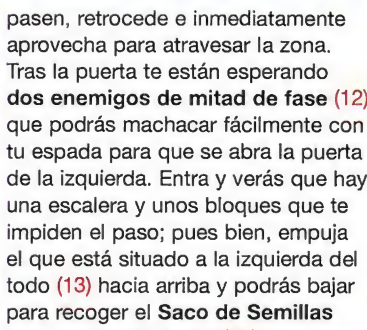 pasen, retrocede e inmediatamente
aprovecha para atravesar la zona.
Tras la puerta te están esperando
dos enemigos de mitad de fase (12)
que podrás machacar fácilmente con
tu espada para que se abra la puerta
de la izquierda. Entra y verás que hay
una escalera y unos bloques que te
impiden el paso; pues bien, empuja
el que está situado a la izquierda del
todo (13) hacia arriba y podrás bajar
para recoger el Saco de Semillas